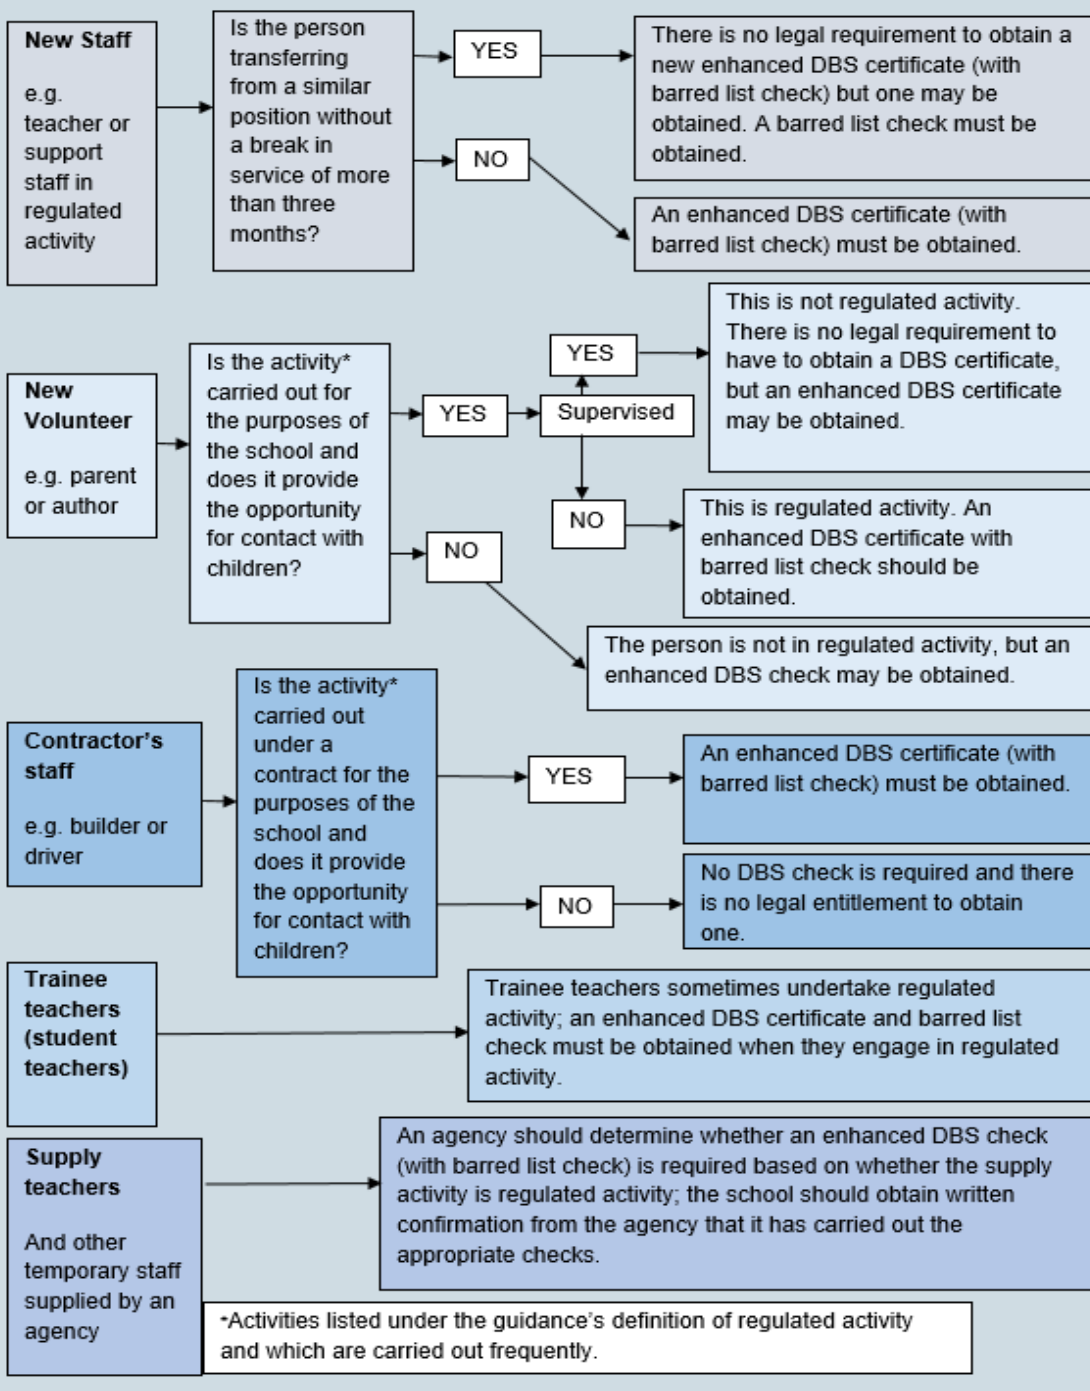 New Staff
e.g.
teacher or
support
staff in
regulated
activity
Is the person
transferring
from a similar
position without
a break in
service of more
than three
months?
YES
There is no legal requirement to obtain a
new enhanced DBS certificate (with
barred list check) but one may be
obtained. A barred list check must be
obtained.
NO
An enhanced DBS certificate (with
barred list check) must be obtained.
New
Volunteer
e.g. parent
or author
Is the activity*
carried out for
the purposes of
the school and
does it provide
the opportunity
for contact with
children?
YES
Supervised
YES
This is not regulated activity.
There is no legal requirement to
have to obtain a DBS certificate,
but an enhanced DBS certificate
may be obtained.
NO
This is regulated activity. An
enhanced DBS certificate with
barred list check should be
obtained.
NO
The person is not in regulated activity, but an
enhanced DBS check may be obtained.
Contractor's
staff
e.g. builder or
driver
Is the activity*
carried out
under a
contract for the
purposes of the
school and
does it provide
the opportunity
for contact with
children?
YES
An enhanced DBS certificate (with
barred list check) must be obtained.
NO
No DBS check is required and there
is no legal entitlement to obtain
one.
Trainee
teachers
(student
teachers)
Trainee teachers sometimes undertake regulated
activity; an enhanced DBS certificate and barred list
check must be obtained when they engage in regulated
activity.
Supply
teachers
And other
temporary staff
supplied by an
agency
An agency should determine whether an enhanced DBS check
(with barred list check) is required based on whether the supply
activity is regulated activity; the school should obtain written
confirmation from the agency that it has carried out the
appropriate checks.
*Activities listed under the guidance's definition of regulated activity
and which are carried out frequently.